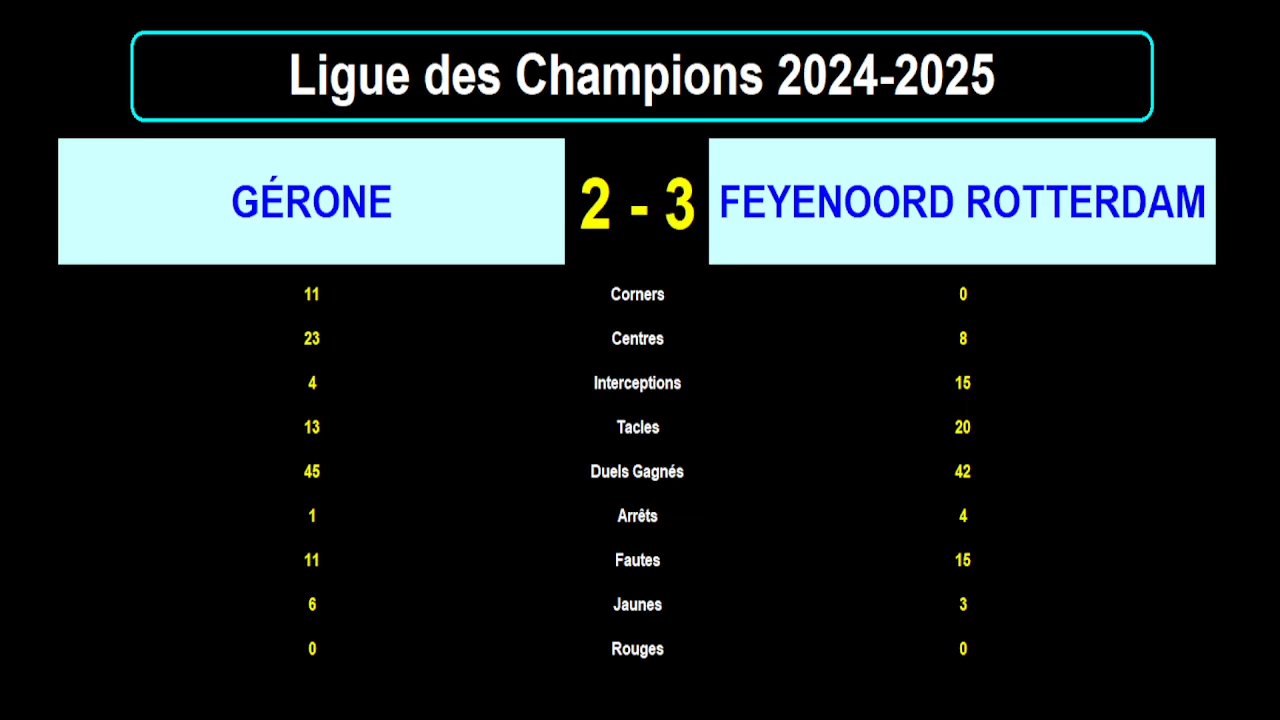 Ligue des Champions 2024-2025
GÉRONE 2 - 3 FEYENOORD ROTTERDAM
11 Corners 0
23 Centres 8
4 Interceptions 15
13 Tacles 20
45 Duels Gagnés 42
1 Arrêts 4
11 Fautes 15
6 Jaunes 3
0 Rouges 0